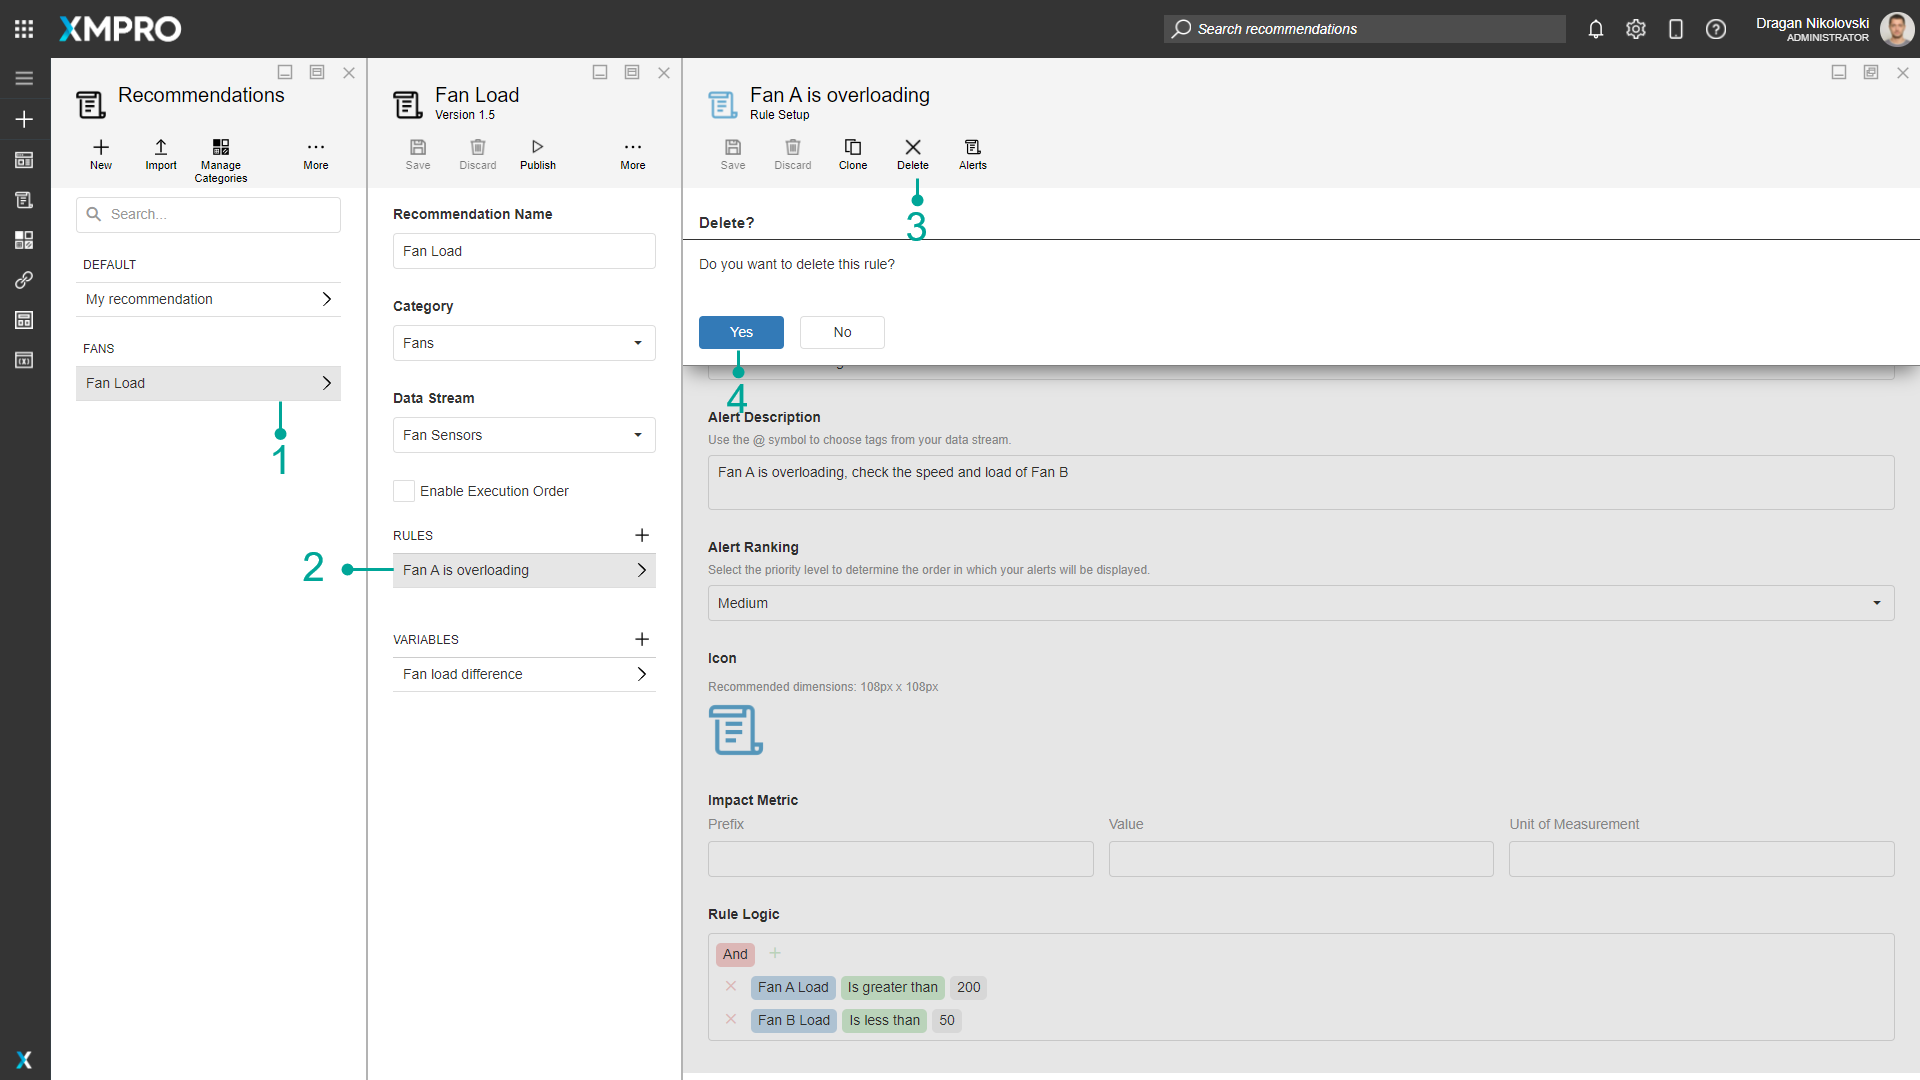 XMPRO
Search recommendations
Dragan Nikolovski
ADMINISTRATOR
Recommendations
New
Import
Manage
Categories
More
Search...
DEFAULT
My recommendation
FANS
Fan Load
1
Fan Load
Version 1.5
Save
Discard
Publish
More
Recommendation Name
Fan Load
Category
Fans
Data Stream
Fan Sensors
Enable Execution Order
RULES
2
Fan A is overloading
VARIABLES
Fan load difference
Fan A is overloading
Rule Setup
Save
Discard
Clone
Delete
Alerts
3
Delete?
Do you want to delete this rule?
Yes
No
4
Alert Description
Use the @ symbol to choose tags from your data stream.
Fan A is overloading, check the speed and load of Fan B
Alert Ranking
Select the priority level to determine the order in which your alerts will be displayed.
Medium
Icon
Recommended dimensions: 108px x 108px
Impact Metric
Prefix
Value
Unit of Measurement
Rule Logic
And
Fan A Load Is greater than 200
Fan B Load Is less than 50